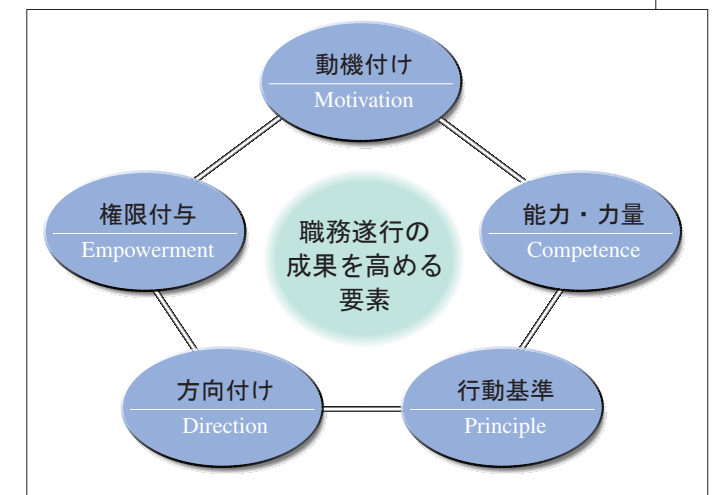 動機付け
Motivation
権限付与
Empowerment
能力・力量
Competence
職務遂行の
成果を高める
要素
方向付け
Direction
行動基準
Principle